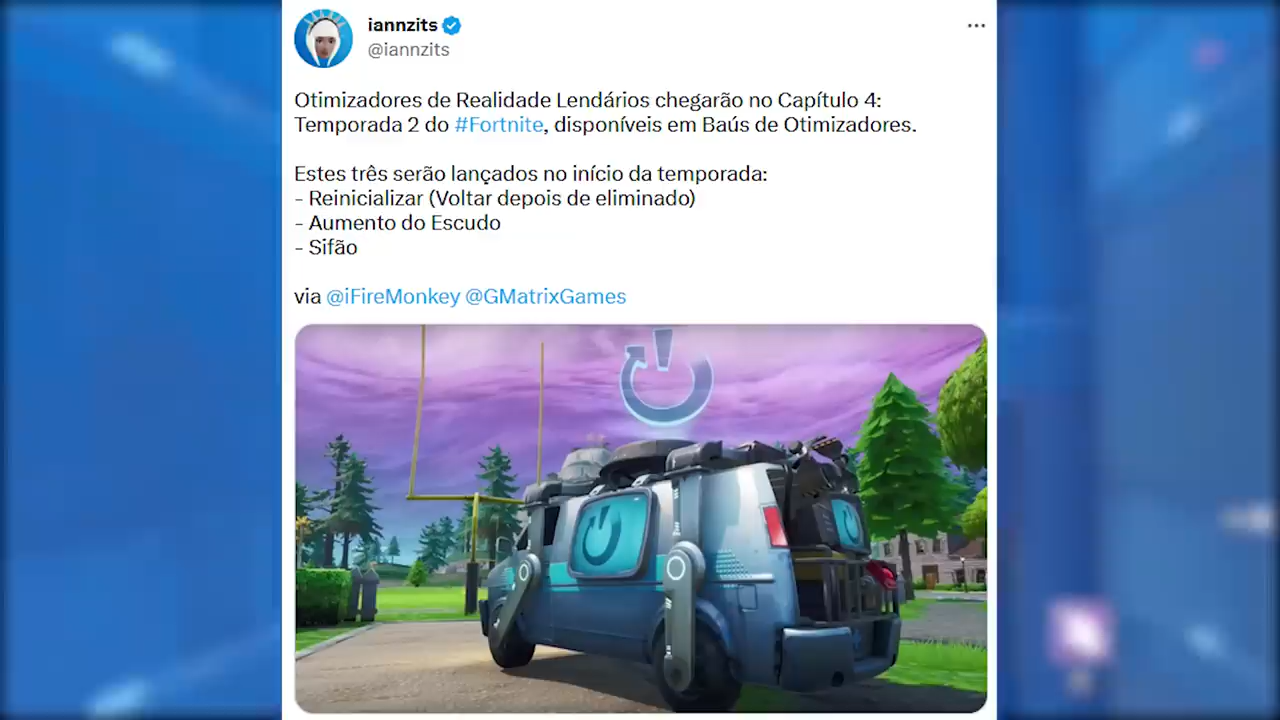 iannzits
@iannzits
Otimizadores de Realidade Lendários chegarão no Capítulo 4:
Temporada 2 do #Fortnite, disponíveis em Baús de Otimizadores.
Estes três serão lançados no início da temporada:
- Reinicializar (Voltar depois de eliminado)
- Aumento do Escudo
- Sifão
via @iFireMonkey @GMatrixGames